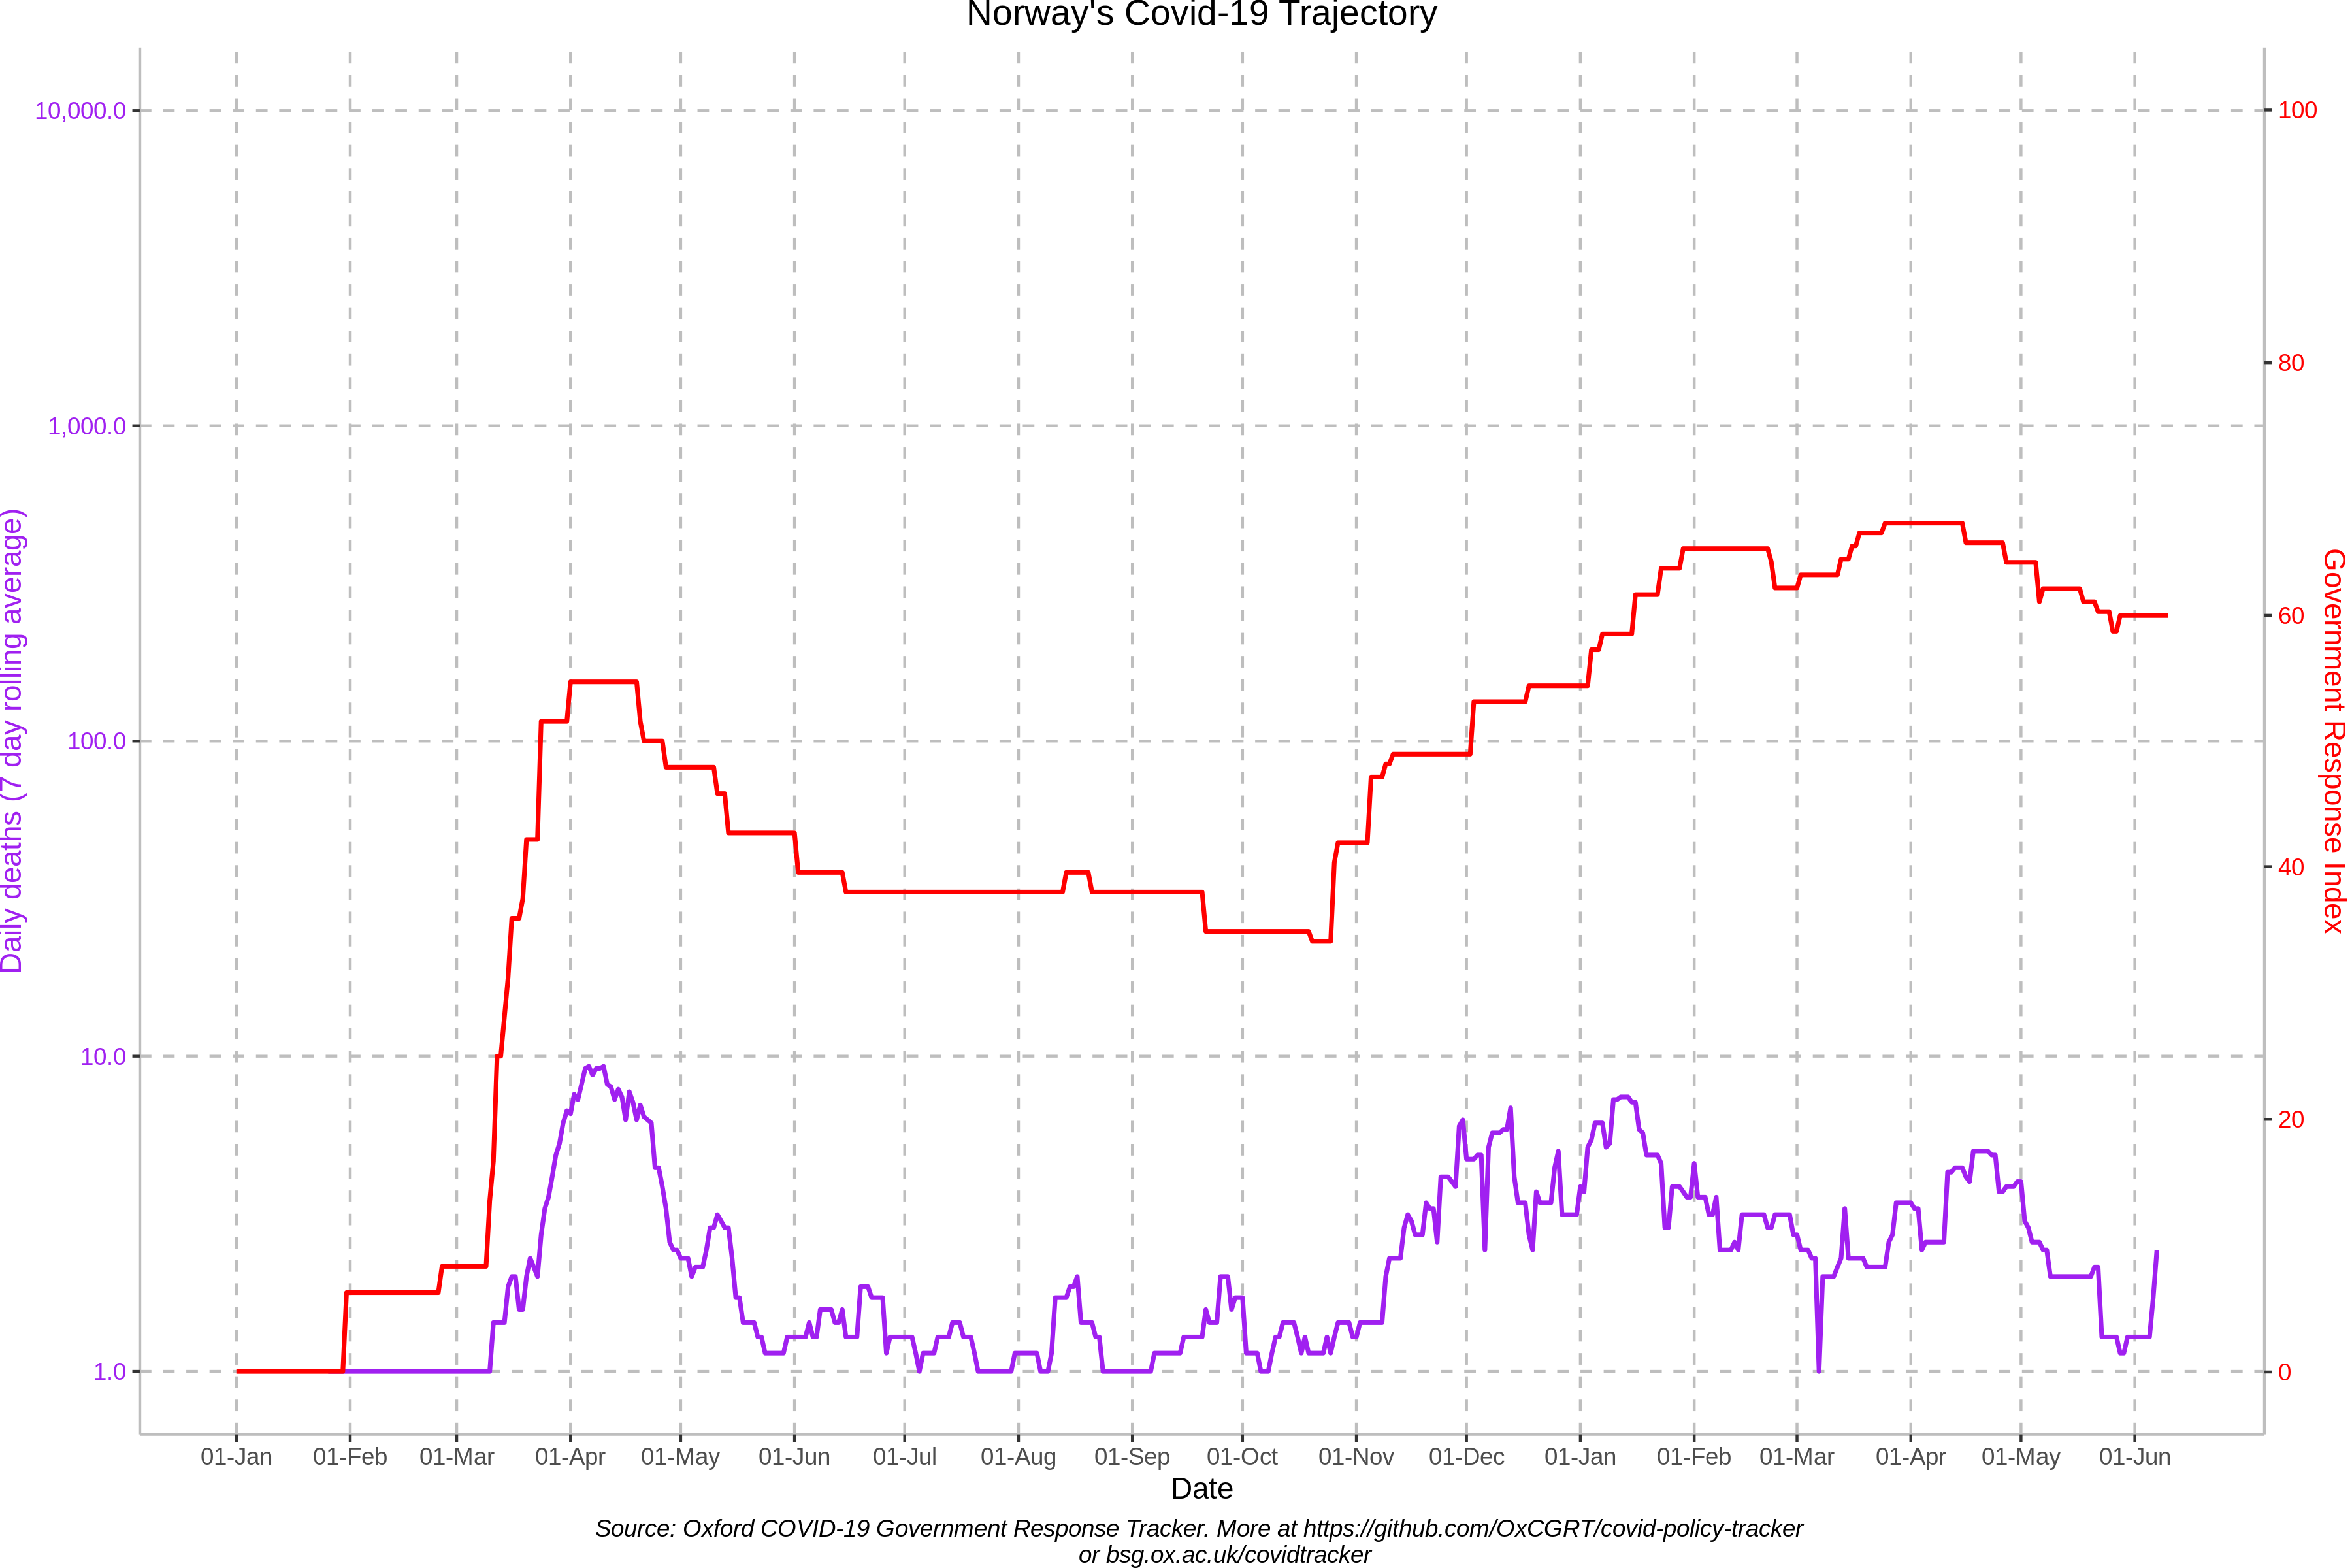 Norway's Covid-19 Trajectory
10,000.0
1,000.0
100.0
10.0
1.0
Daily deaths (7 day rolling average)
100
80
60
40
20
0
Government Response Index
01-Jan 01-Feb 01-Mar 01-Apr 01-May 01-Jun 01-Jul 01-Aug 01-Sep 01-Oct 01-Nov 01-Dec 01-Jan 01-Feb 01-Mar 01-Apr 01-May 01-Jun
Date
Source: Oxford COVID-19 Government Response Tracker. More at https://github.com/OxCGRT/covid-policy-tracker
or bsg.ox.ac.uk/covidtracker